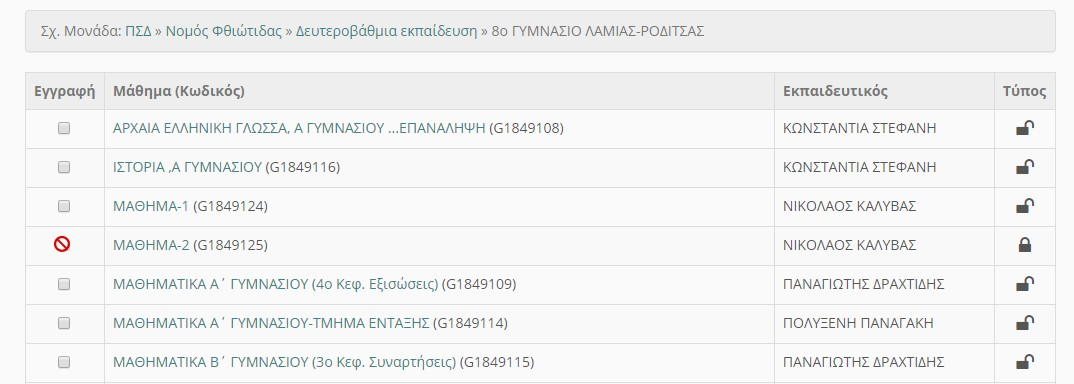 Σχ. Μονάδα: ΠΣΔ » Νομός Φθιώτιδας » Δευτεροβάθμια εκπαίδευση » 8ο ΓΥΜΝΑΣΙΟ ΛΑΜΙΑΣ-ΡΟΔΙΤΣΑΣ
Εγγραφή Μάθημα (Κωδικός) Εκπαιδευτικός Τύπος
ΑΡΧΑΙΑ ΕΛΛΗΝΙΚΗ ΓΛΩΣΣΑ, Α ΓΥΜΝΑΣΙΟΥ ...ΕΠΑΝΑΛΗΨΗ (G1849108) ΚΩΝΣΤΑΝΤΙΑ ΣΤΕΦΑΝΗ
ΙΣΤΟΡΙΑ ,Α ΓΥΜΝΑΣΙΟΥ (G1849116) ΚΩΝΣΤΑΝΤΙΑ ΣΤΕΦΑΝΗ
ΜΑΘΗΜΑ-1 (G1849124) ΝΙΚΟΛΑΟΣ ΚΑΛΥΒΑΣ
ΜΑΘΗΜΑ-2 (G1849125) ΝΙΚΟΛΑΟΣ ΚΑΛΥΒΑΣ
ΜΑΘΗΜΑΤΙΚΑ Α΄ ΓΥΜΝΑΣΙΟΥ (4ο Κεφ. Εξισώσεις) (G1849109) ΠΑΝΑΓΙΩΤΗΣ ΔΡΑΧΤΙΔΗΣ
ΜΑΘΗΜΑΤΙΚΑ Α΄ ΓΥΜΝΑΣΙΟΥ-ΤΜΗΜΑ ΕΝΤΑΞΗΣ (G1849114) ΠΟΛΥΞΕΝΗ ΠΑΝΑΓΑΚΗ
ΜΑΘΗΜΑΤΙΚΑ Β΄ ΓΥΜΝΑΣΙΟΥ (3ο Κεφ. Συναρτήσεις) (G1849115) ΠΑΝΑΓΙΩΤΗΣ ΔΡΑΧΤΙΔΗΣ